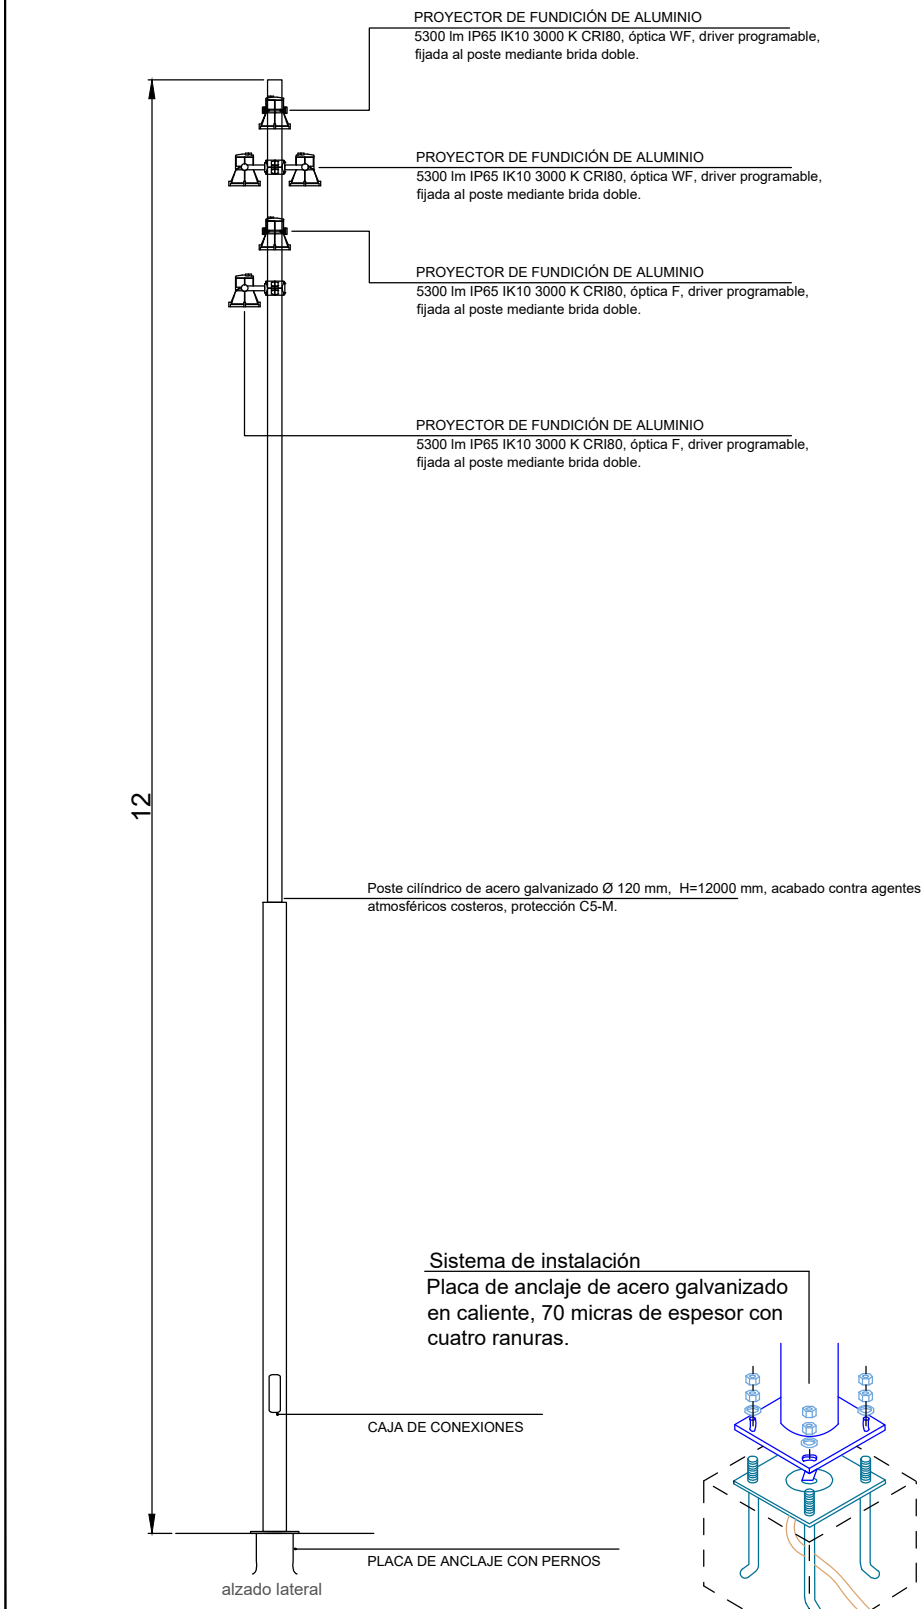 PROYECTOR DE FUNDICIÓN DE ALUMINIO
5300 lm IP65 IK10 3000 K CRI80, óptica WF, driver programable,
fijada al poste mediante brida doble.
PROYECTOR DE FUNDICIÓN DE ALUMINIO
5300 lm IP65 IK10 3000 K CRI80, óptica WF, driver programable,
fijada al poste mediante brida doble.
PROYECTOR DE FUNDICIÓN DE ALUMINIO
5300 lm IP65 IK10 3000 K CRI80, óptica F, driver programable,
fijada al poste mediante brida doble.
PROYECTOR DE FUNDICIÓN DE ALUMINIO
5300 lm IP65 IK10 3000 K CRI80, óptica F, driver programable,
fijada al poste mediante brida doble.
12
Poste cilíndrico de acero galvanizado Ø 120 mm, H=12000 mm, acabado contra agentes
atmosféricos costeros, protección C5-M.
Sistema de instalación
Placa de anclaje de acero galvanizado
en caliente, 70 micras de espesor con
cuatro ranuras.
CAJA DE CONEXIONES
PLACA DE ANCLAJE CON PERNOS
alzado lateral